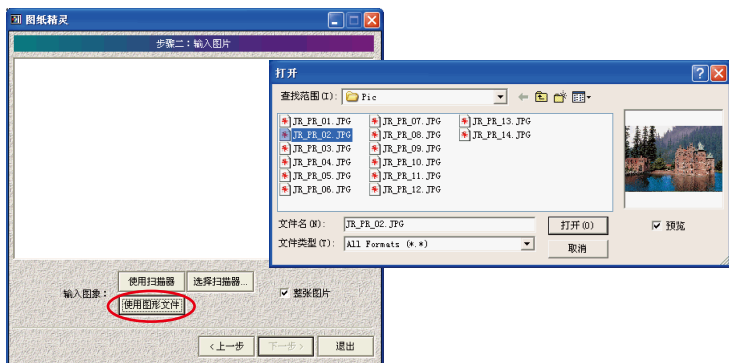 图纸精灵
步骤二：输入图片
打开
查找范围(I):
Pic
JR_PR_01.JPG
JR_PR_02.JPG
JR_PR_03.JPG
JR_PR_04.JPG
JR_PR_05.JPG
JR_PR_06.JPG
JR_PR_07.JPG
JR_PR_08.JPG
JR_PR_09.JPG
JR_PR_10.JPG
JR_PR_11.JPG
JR_PR_12.JPG
JR_PR_13.JPG
JR_PR_14.JPG
文件名(N):
JR_PR_02.JPG
打开(O)
预览
文件类型(T):
All Formats (*.*)
取消
输入图象：
使用扫描器
选择扫描器...
整张图片
使用图形文件
<上一步
下一步>
退出